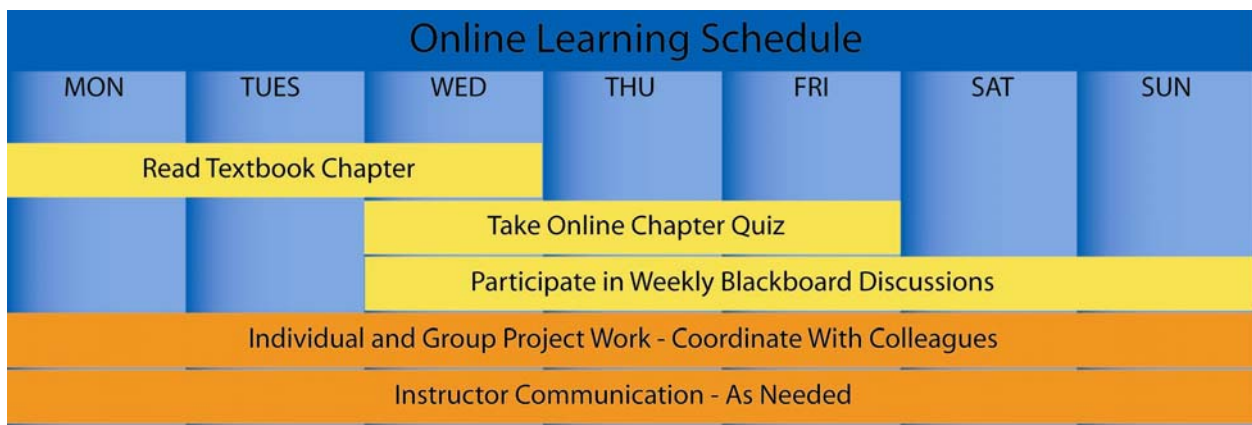 Online Learning Schedule
MON TUES WED THU FRI SAT SUN
Read Textbook Chapter
Take Online Chapter Quiz
Participate in Weekly Blackboard Discussions
Individual and Group Project Work - Coordinate With Colleagues
Instructor Communication - As Needed